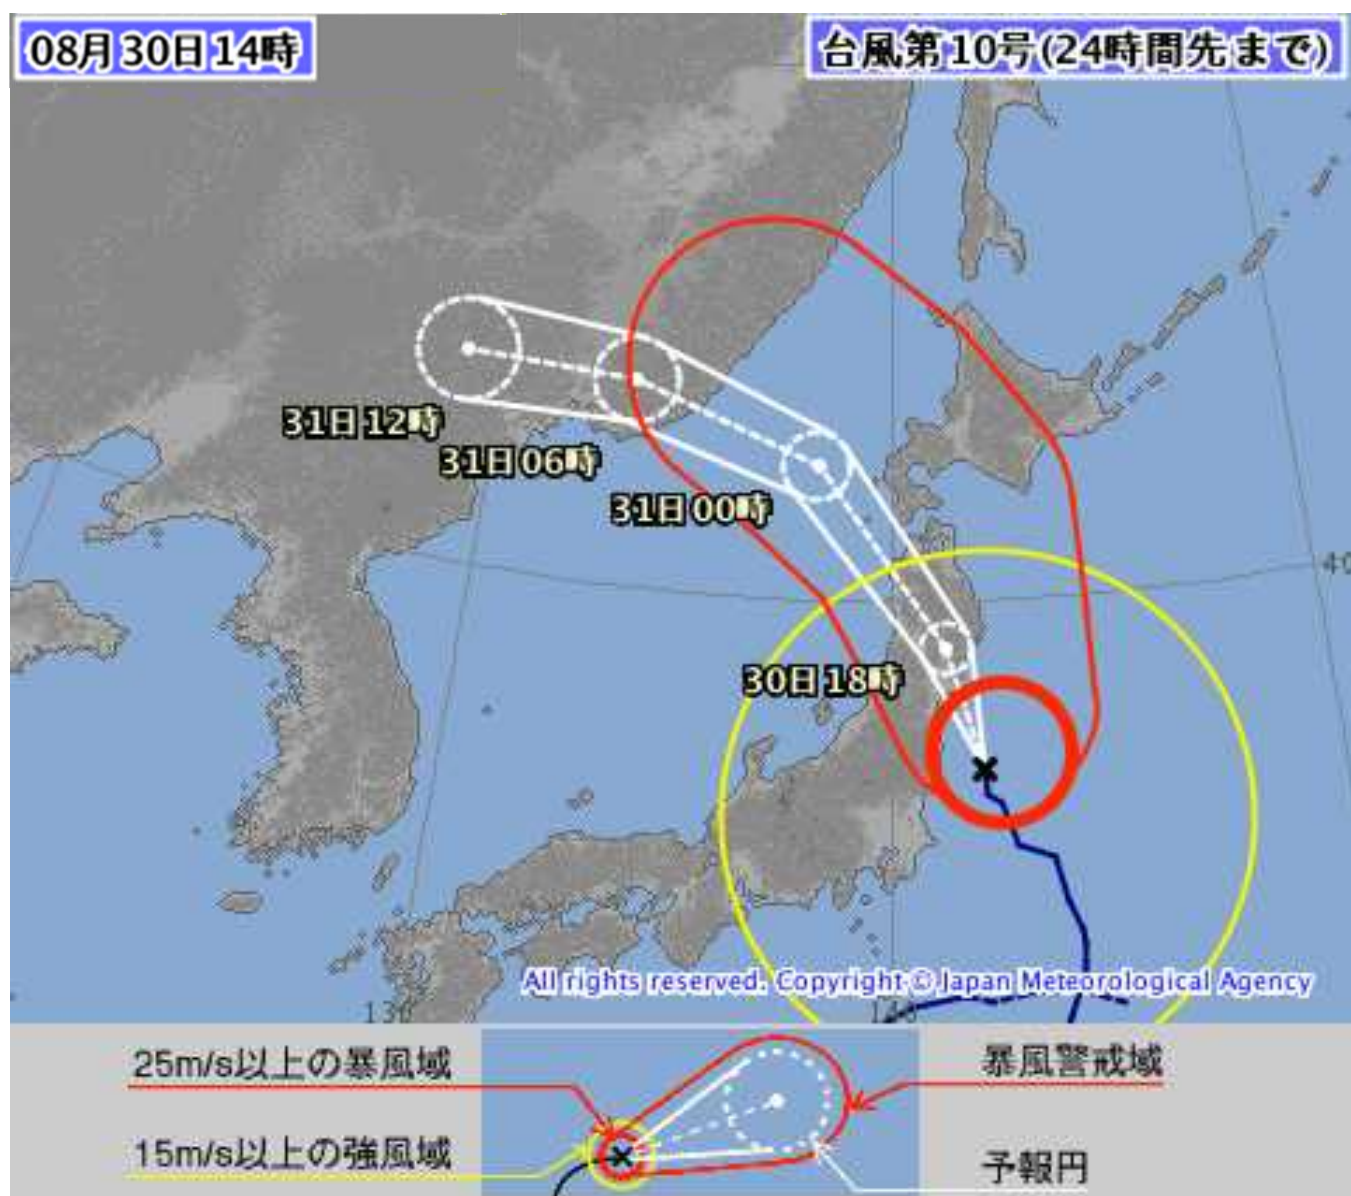 08月30日14時
台風第10号(24時間先まで)
31日12時
31日06時
31日00時
40
30日18時
All rights reserved. Copyright © Japan Meteorological Agency
25m/s以上の暴風域
暴風警戒域
15m/s以上の強風域
予報円